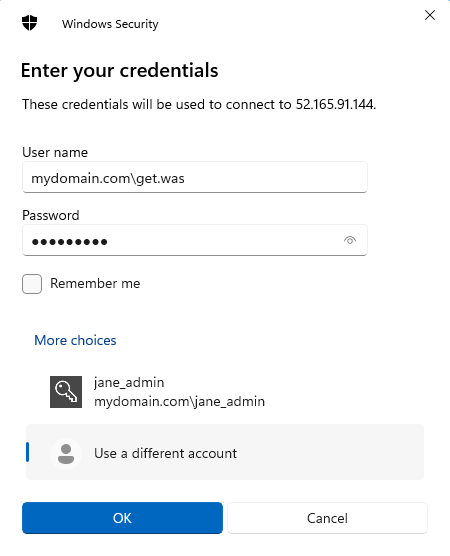 Windows Security
Enter your credentials
These credentials will be used to connect to 52.165.91.144.
User name
mydomain.com\get.was
Password
●●●●●●●●●
Remember me
More choices
jane_admin
mydomain.com\jane_admin
Use a different account
OK
Cancel